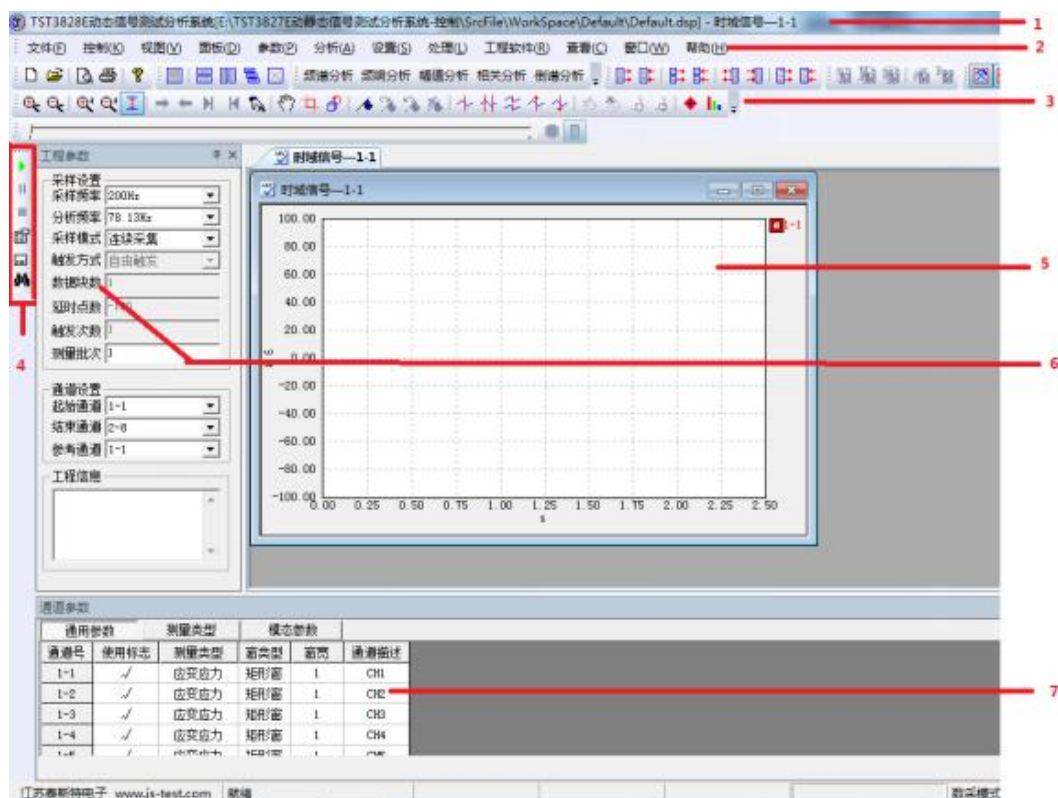 TST3828E动态信号测试分析系统[E:\TST3827E动静态信号测试分析系统-控制\SrcFile\WorkSpace\Default\Default.dsp] - 时域信号—1-1
1
文件(F) 控制(K) 视图(V) 面板(D) 参数(P) 分析(A) 设置(S) 处理(L) 工程软件(R) 查看(C) 窗口(W) 帮助(H)
2
频谱分析 频响分析 幅值分析 相关分析 倒谱分析
3
工程参数
时域信号—1-1
采样设置
采样频率 200Hz
分析频率 78.13Hz
采样模式 连续采集
触发方式 自由触发
数据块数 1
延时点数
触发次数 1
测量批次 1
通道设置
起始通道 1-1
结束通道 2-8
参考通道 1-1
工程信息
4
时域信号—1-1
1-1
100.00
80.00
60.00
40.00
20.00
0.00
-20.00
-40.00
-60.00
-80.00
-100.00
0.00 0.25 0.50 0.75 1.00 1.25 1.50 1.75 2.00 2.25 2.50
s
5
6
通道参数
通用参数 测量类型 模态参数
通道号 使用标志 测量类型 窗类型 窗宽 通道描述
1-1 √ 应变应力 矩形窗 1 CH1
1-2 √ 应变应力 矩形窗 1 CH2
1-3 √ 应变应力 矩形窗 1 CH3
1-4 √ 应变应力 矩形窗 1 CH4
7
江苏泰斯特电子 www.js-test.com 就绪
数采模式